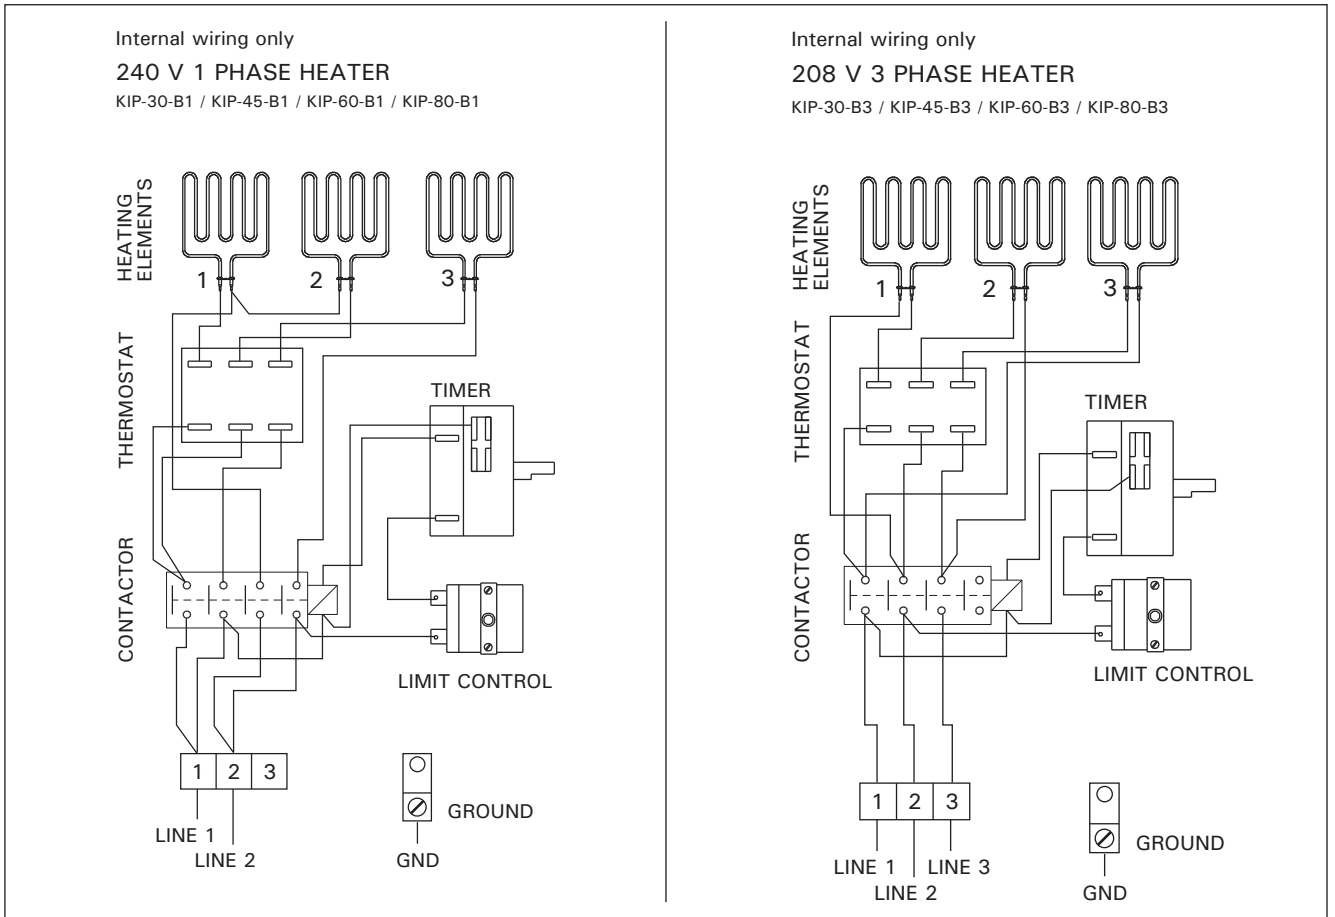 Internal wiring only
240 V 1 PHASE HEATER
KIP-30-B1 / KIP-45-B1 / KIP-60-B1 / KIP-80-B1
HEATING
ELEMENTS
1
2
3
THERMOSTAT
TIMER
CONTACTOR
LIMIT CONTROL
1 2 3
LINE 1
LINE 2
GROUND
GND
Internal wiring only
208 V 3 PHASE HEATER
KIP-30-B3 / KIP-45-B3 / KIP-60-B3 / KIP-80-B3
HEATING
ELEMENTS
1
2
3
THERMOSTAT
TIMER
CONTACTOR
LIMIT CONTROL
1 2 3
LINE 1
LINE 2
LINE 3
GROUND
GND